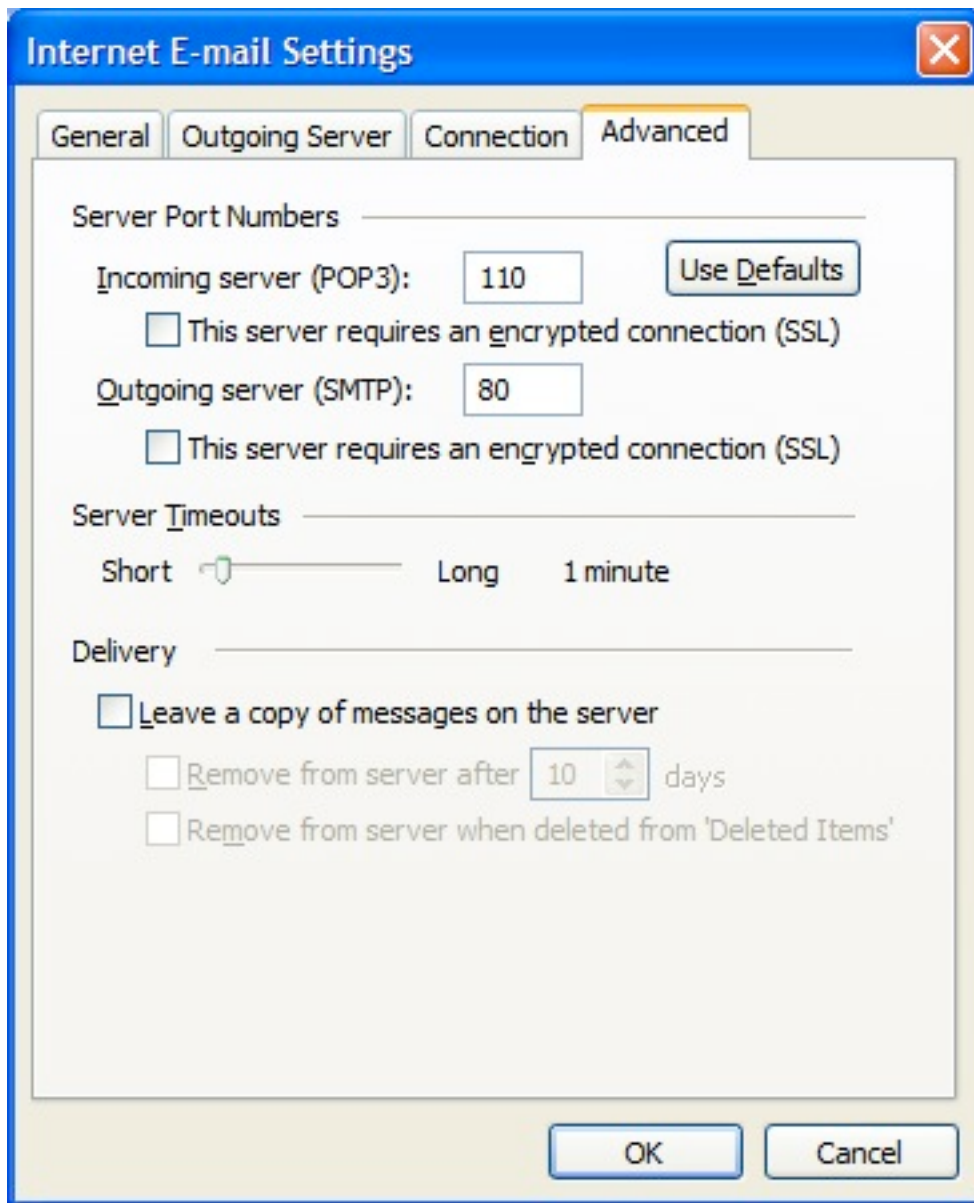 Internet E-mail Settings
General Outgoing Server Connection Advanced
Server Port Numbers
Incoming server (POP3): 110 Use Defaults
This server requires an encrypted connection (SSL)
Outgoing server (SMTP): 80
This server requires an encrypted connection (SSL)
Server Timeouts
Short Long 1 minute
Delivery
Leave a copy of messages on the server
Remove from server after 10 days
Remove from server when deleted from 'Deleted Items'
OK Cancel